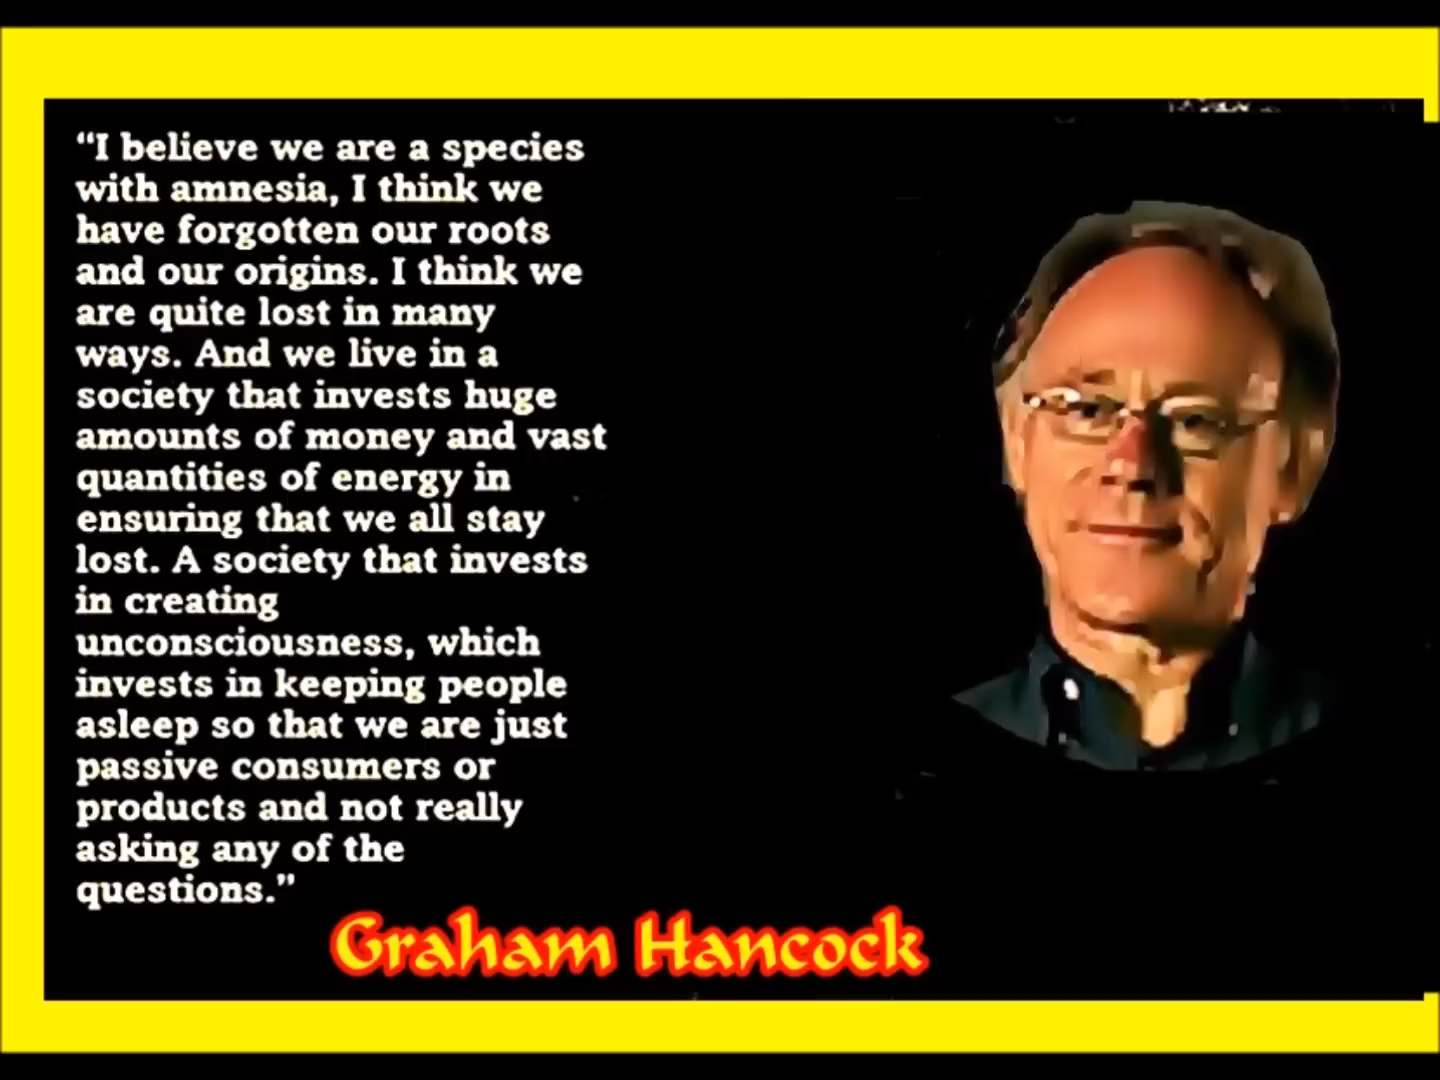 “I believe we are a species
with amnesia, I think we
have forgotten our roots
and our origins. I think we
are quite lost in many
ways. And we live in a
society that invests huge
amounts of money and vast
quantities of energy in
ensuring that we all stay
lost. A society that invests
in creating
unconsciousness, which
invests in keeping people
asleep so that we are just
passive consumers or
products and not really
asking any of the
questions.”
Graham Hancock